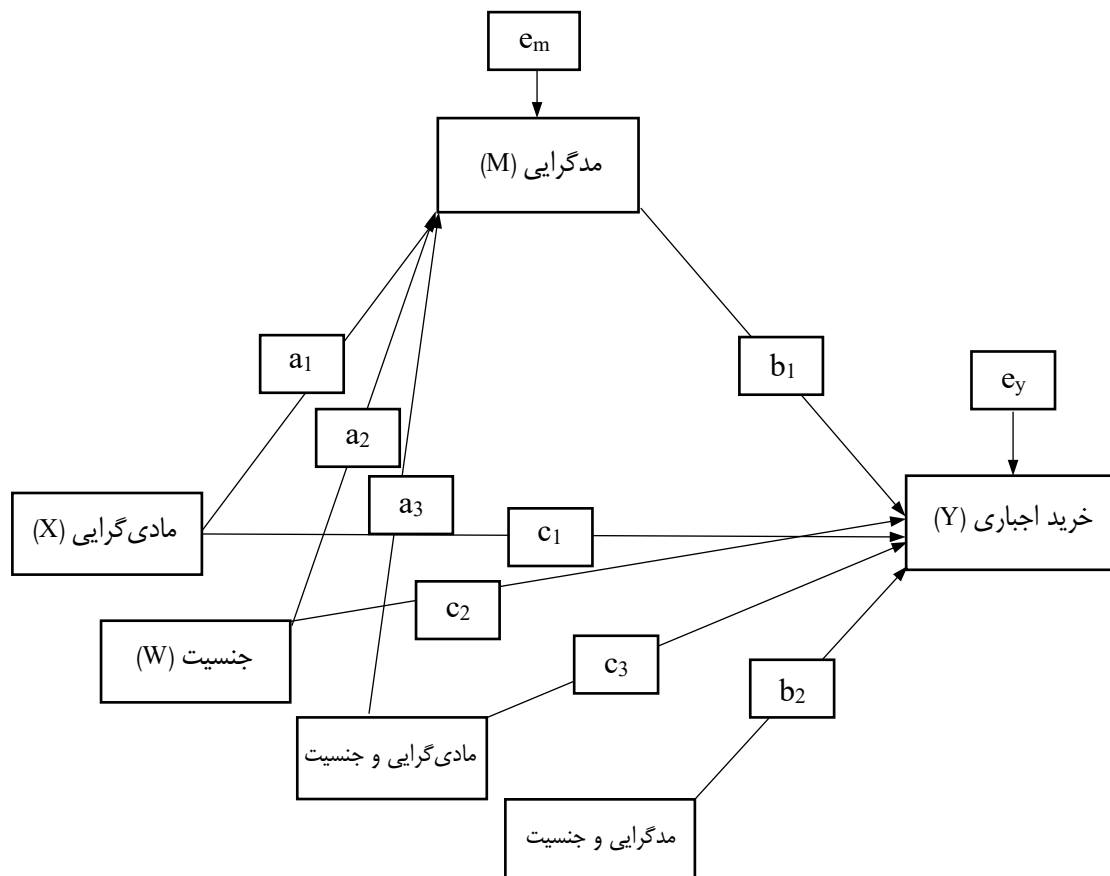 eₘ
مدگرایی (M)
a₁
b₁
eᵧ
a₂
a₃
مادی‌گرایی (X)
c₁
خرید اجباری (Y)
c₂
جنسیت (W)
c₃
b₂
مادی‌گرایی و جنسیت
مدگرایی و جنسیت